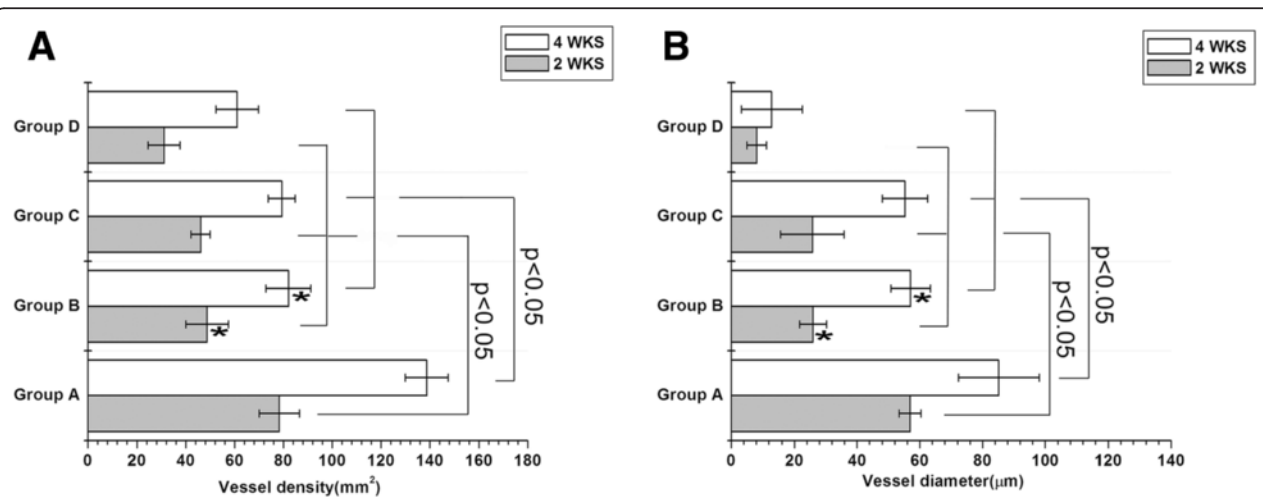 A
4 WKS
2 WKS
Group D
Group C
Group B
Group A
*
*
p<0.05
p<0.05
0 20 40 60 80 100 120 140 160 180
Vessel density(mm²)
B
4 WKS
2 WKS
Group D
Group C
Group B
Group A
*
*
p<0.05
p<0.05
0 20 40 60 80 100 120 140
Vessel diameter(μm)